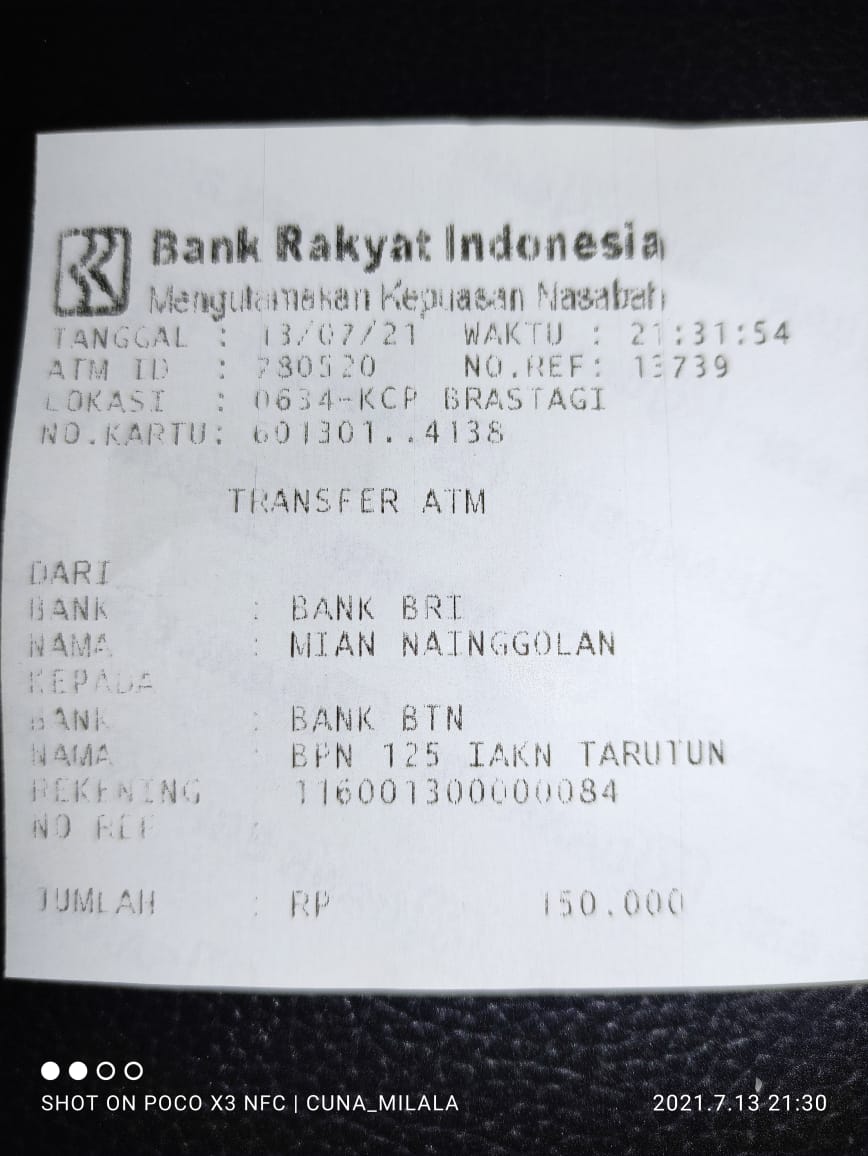 Bank Rakyat Indonesia
Mengutamakan Kepuasan Nasabah
TANGGAL : 13/07/21 WAKTU : 21:31:54
ATM ID : 780520 NO.REF: 13739
LOKASI : 0634-KCP BRASTAGI
NO.KARTU: 601301..4138
TRANSFER ATM
DARI
BANK : BANK BRI
NAMA : MIAN NAINGGOLAN
KEPADA
BANK : BANK BTN
NAMA : BPN 125 IAKN TARUTUN
REKENING 116001300000084
NO REF :
JUMLAH : RP 150.000
SHOT ON POCO X3 NFC | CUNA_MILALA
2021.7.13 21:30